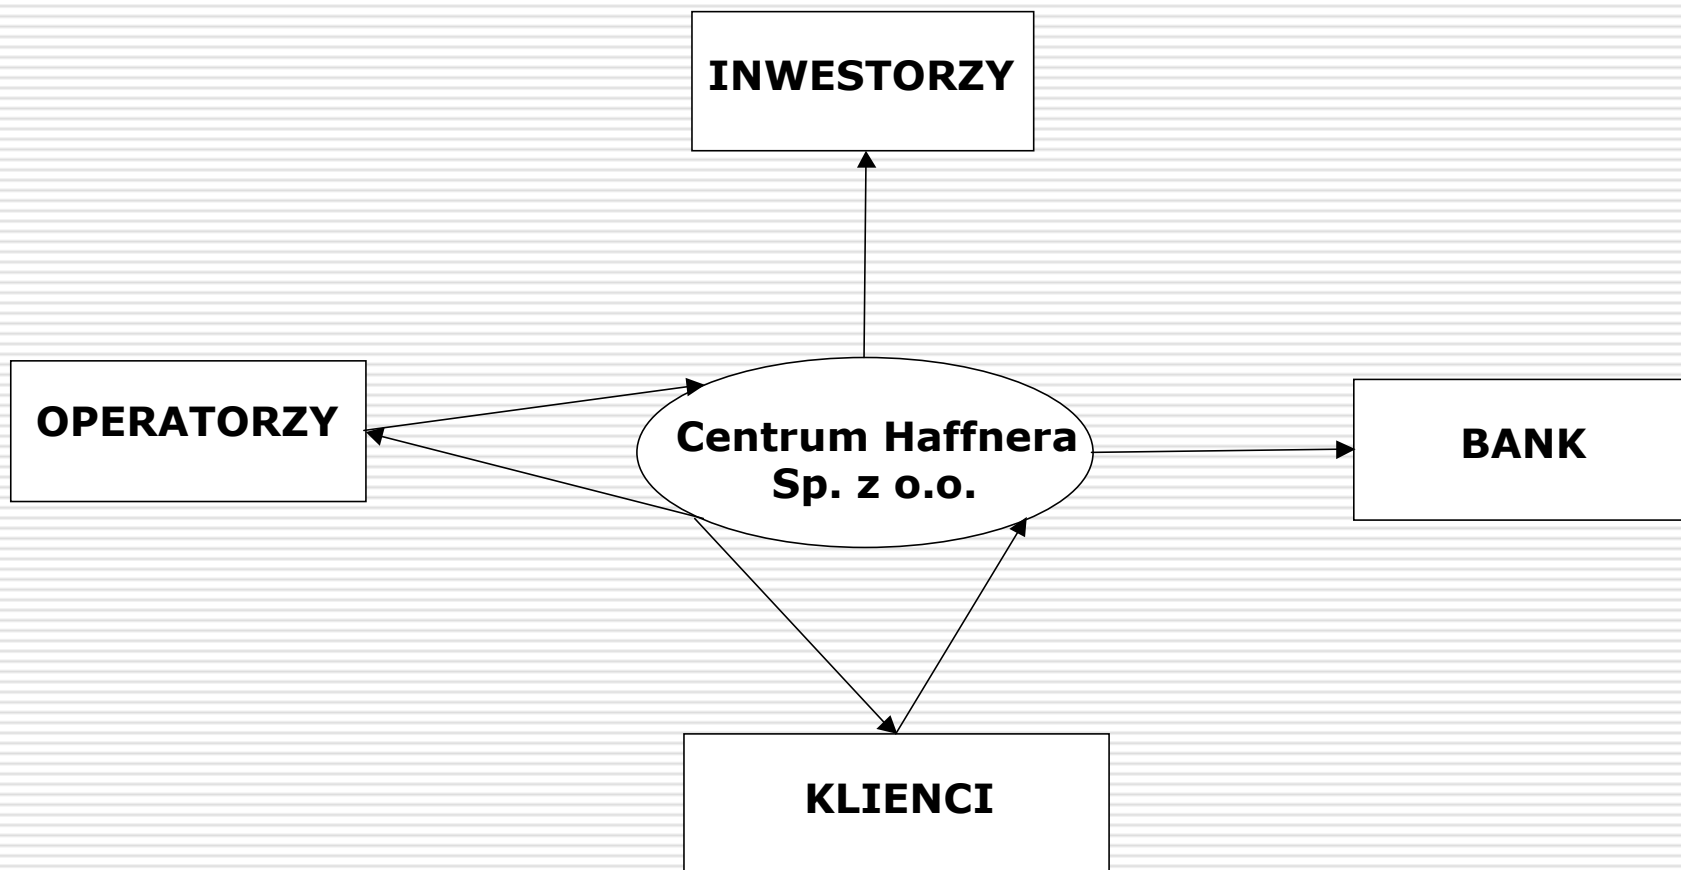 INWESTORZY
OPERATORZY
Centrum Haffnera
Sp. z o.o.
BANK
KLIENCI